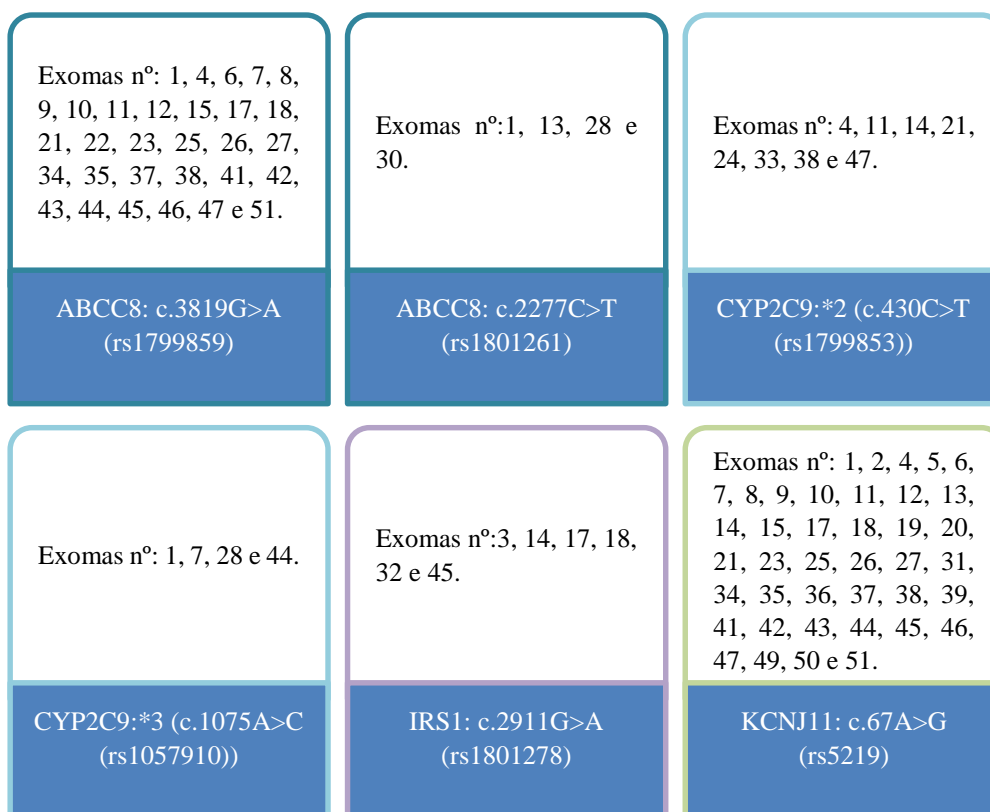 Exomas nº: 1, 4, 6, 7, 8,
9, 10, 11, 12, 15, 17, 18,
21, 22, 23, 25, 26, 27,
34, 35, 37, 38, 41, 42,
43, 44, 45, 46, 47 e 51.
ABCC8: c.3819G>A
(rs1799859)
Exomas nº:1, 13, 28 e
30.
ABCC8: c.2277C>T
(rs1801261)
Exomas nº: 4, 11, 14, 21,
24, 33, 38 e 47.
CYP2C9:*2 (c.430C>T
(rs1799853))
Exomas nº: 1, 7, 28 e 44.
CYP2C9:*3 (c.1075A>C
(rs1057910))
Exomas nº:3, 14, 17, 18,
32 e 45.
IRS1: c.2911G>A
(rs1801278)
Exomas nº: 1, 2, 4, 5, 6,
7, 8, 9, 10, 11, 12, 13,
14, 15, 17, 18, 19, 20,
21, 23, 25, 26, 27, 31,
34, 35, 36, 37, 38, 39,
41, 42, 43, 44, 45, 46,
47, 49, 50 e 51.
KCNJ11: c.67A>G
(rs5219)